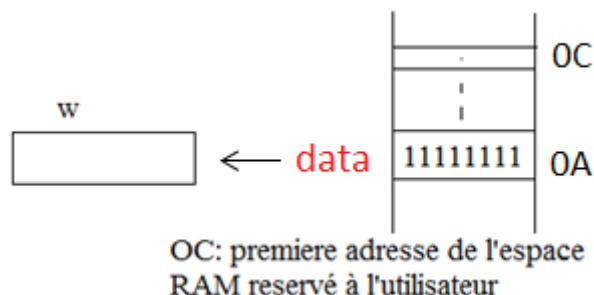 0C
w
data
11111111
0A
OC: premiere adresse de l'espace
RAM reservé à l'utilisateur